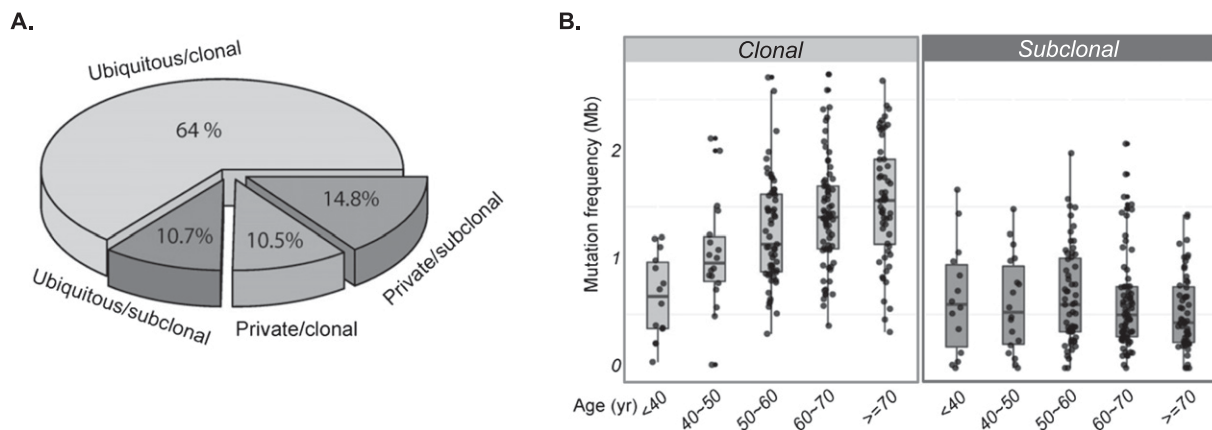 A.
Ubiquitous/clonal
64 %
14.8%
10.7%
10.5%
Private/subclonal
Ubiquitous/subclonal
Private/clonal
B.
Clonal
Subclonal
Mutation frequency (Mb)
2
1
0
Age (yr)
<40
40~50
50~60
60~70
>=70
<40
40~50
50~60
60~70
>=70